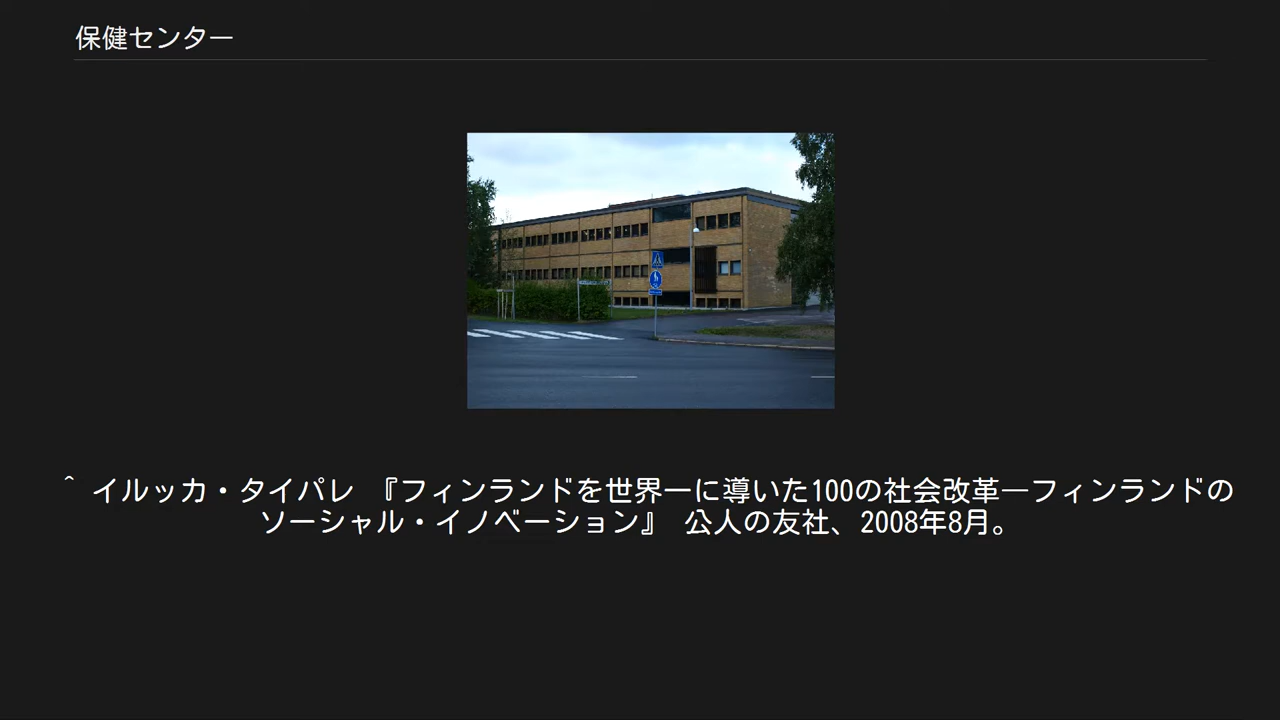 保健センター
^ イルッカ・タイパレ 『フィンランドを世界一に導いた100の社会改革―フィンランドの
ソーシャル・イノベーション』 公人の友社、2008年8月。